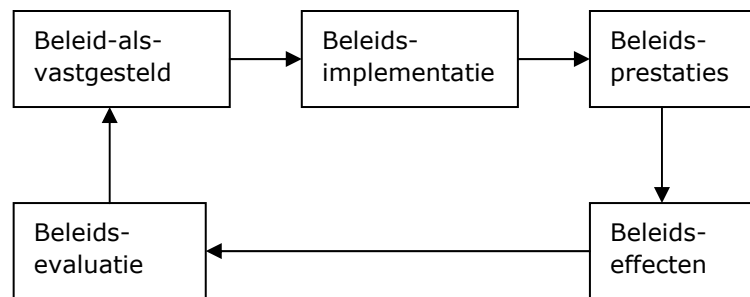 Beleid-als-
vastgesteld
Beleids-
implementatie
Beleids-
prestaties
Beleids-
evaluatie
Beleids-
effecten